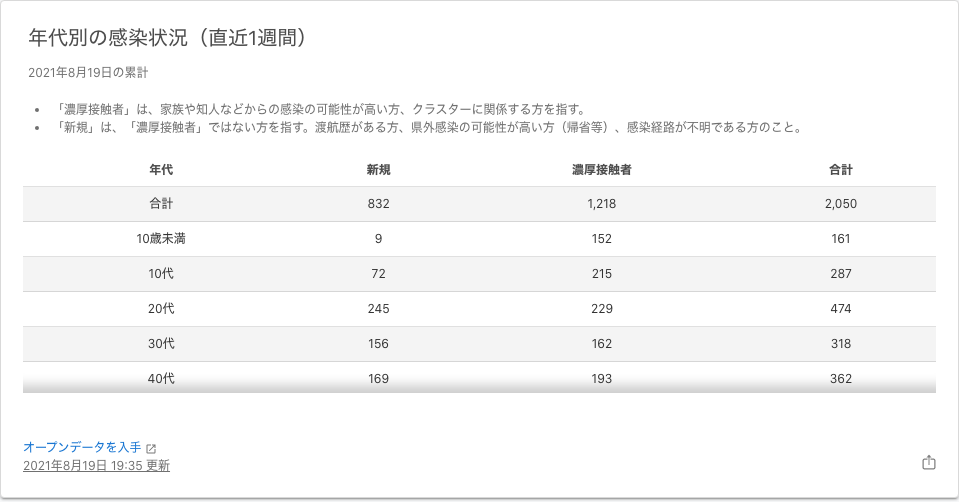 年代別の感染状況（直近1週間）
2021年8月19日の累計
• 「濃厚接触者」は、家族や知人などからの感染の可能性が高い方、クラスターに関係する方を指す。
• 「新規」は、「濃厚接触者」ではない方を指す。渡航歴がある方、県外感染の可能性が高い方（帰省等）、感染経路が不明である方のこと。
年代 新規 濃厚接触者 合計
合計 832 1,218 2,050
10歳未満 9 152 161
10代 72 215 287
20代 245 229 474
30代 156 162 318
40代 169 193 362
オープンデータを入手
2021年8月19日 19:35 更新